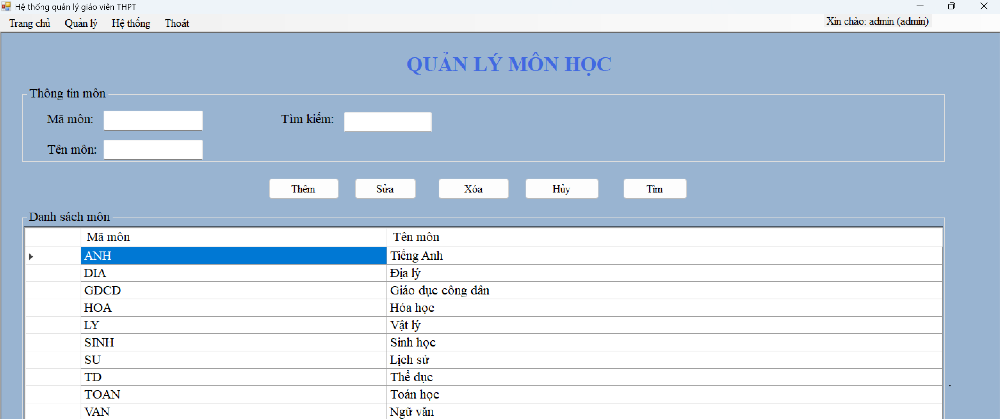 Hệ thống quản lý giáo viên THPT
Trang chủ Quản lý Hệ thống Thoát Xin chào: admin (admin)
QUẢN LÝ MÔN HỌC
Thông tin môn
Mã môn: Tìm kiếm:
Tên môn:
Thêm Sửa Xóa Hủy Tìm
Danh sách môn
Mã môn Tên môn
ANH Tiếng Anh
DIA Địa lý
GDCD Giáo dục công dân
HOA Hóa học
LY Vật lý
SINH Sinh học
SU Lịch sử
TD Thể dục
TOAN Toán học
VAN Ngữ văn